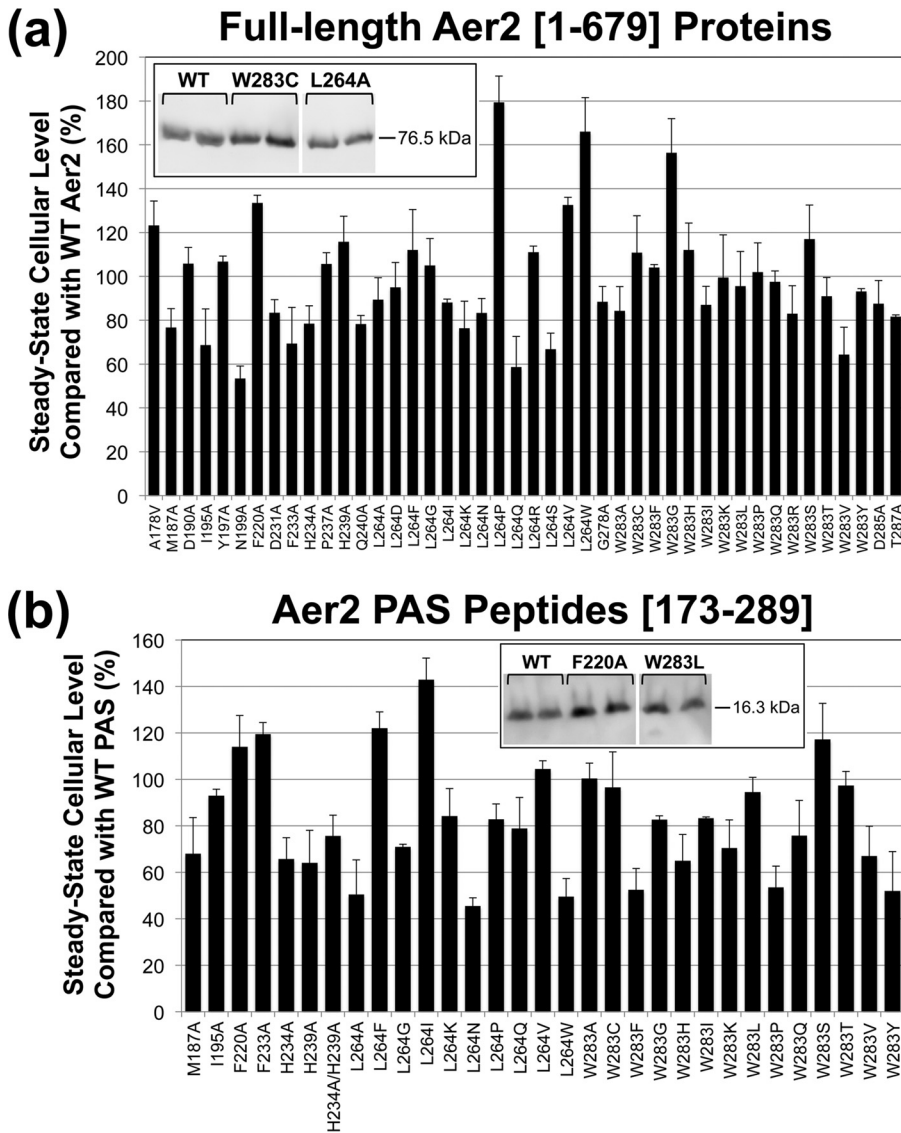 (a) Full-length Aer2 [1-679] Proteins
Steady-State Cellular Level
Compared with WT Aer2 (%)
200
180
160
140
120
100
80
60
40
20
0
WT W283C L264A
76.5 kDa
A178V M187A D190A I195A Y197A N199A F220A D231A F233A H234A P237A H239A Q240A L264A L264D L264F L264G L264I L264K L264N L264P L264Q L264R L264S L264V L264W G278A W283A W283C W283F W283G W283H W283I W283K W283L W283P W283Q W283R W283S W283T W283V W283Y D285A T287A
(b) Aer2 PAS Peptides [173-289]
Steady-State Cellular Level
Compared with WT PAS (%)
160
140
120
100
80
60
40
20
0
WT F220A W283L
16.3 kDa
M187A I195A F220A F233A H234A H239A H234A/H239A L264A L264F L264G L264I L264K L264N L264P L264Q L264V L264W W283A W283C W283F W283G W283H W283I W283K W283L W283P W283Q W283S W283T W283V W283Y